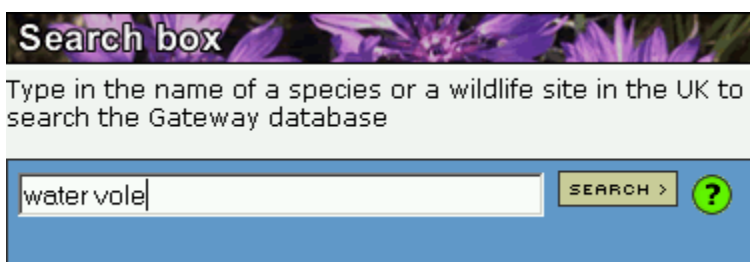 Search box
Type in the name of a species or a wildlife site in the UK to
search the Gateway database
water vole
SEARCH >
?